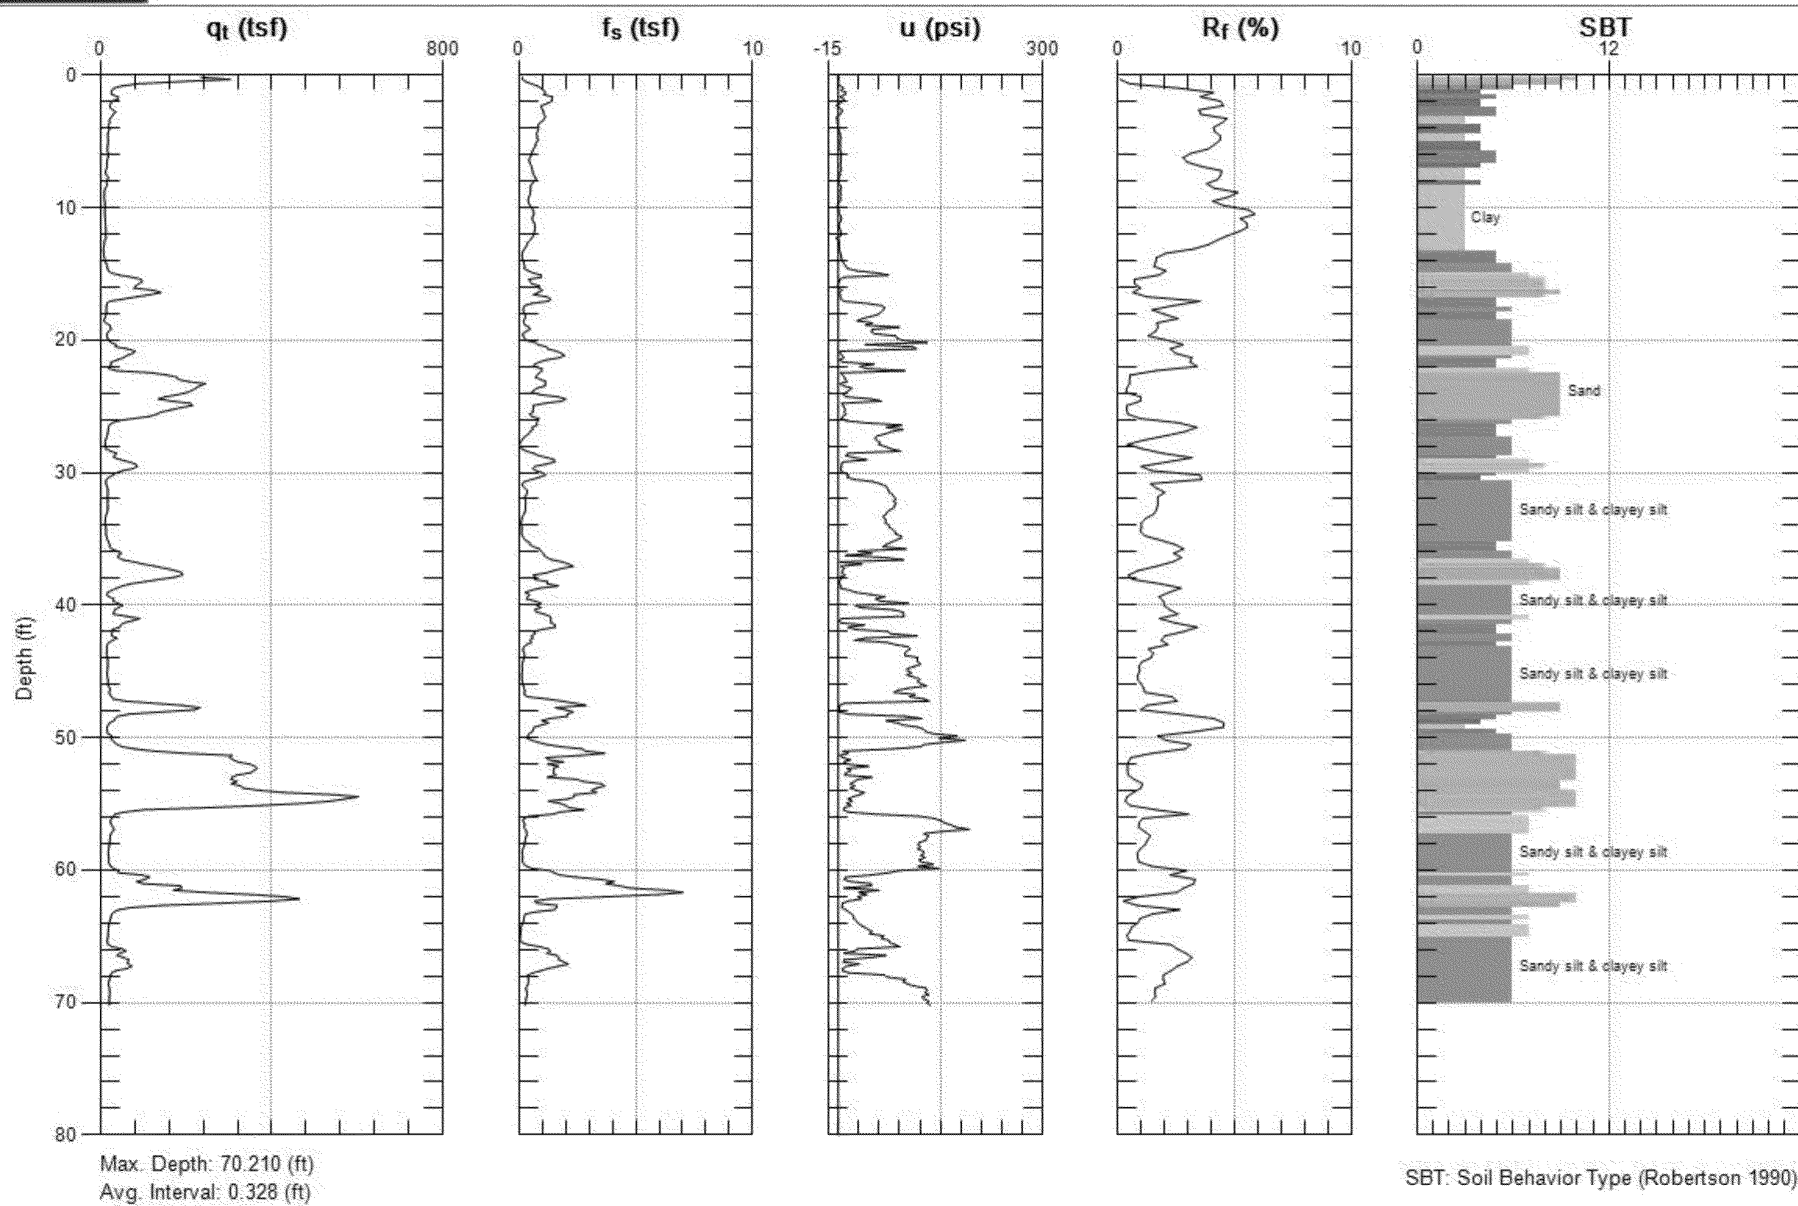 qt (tsf) fs (tsf) u (psi) Rf (%) SBT
0 800 0 10 -15 300 0 10 0 12
0
10
Clay
20
Sand
30
Sandy silt & clayey silt
40
Sandy silt & clayey silt
Depth (ft)
Sandy silt & clayey silt
50
Sandy silt & clayey silt
60
Sandy silt & clayey silt
70
80
Max. Depth: 70.210 (ft)
Avg. Interval: 0.328 (ft)
SBT: Soil Behavior Type (Robertson 1990)